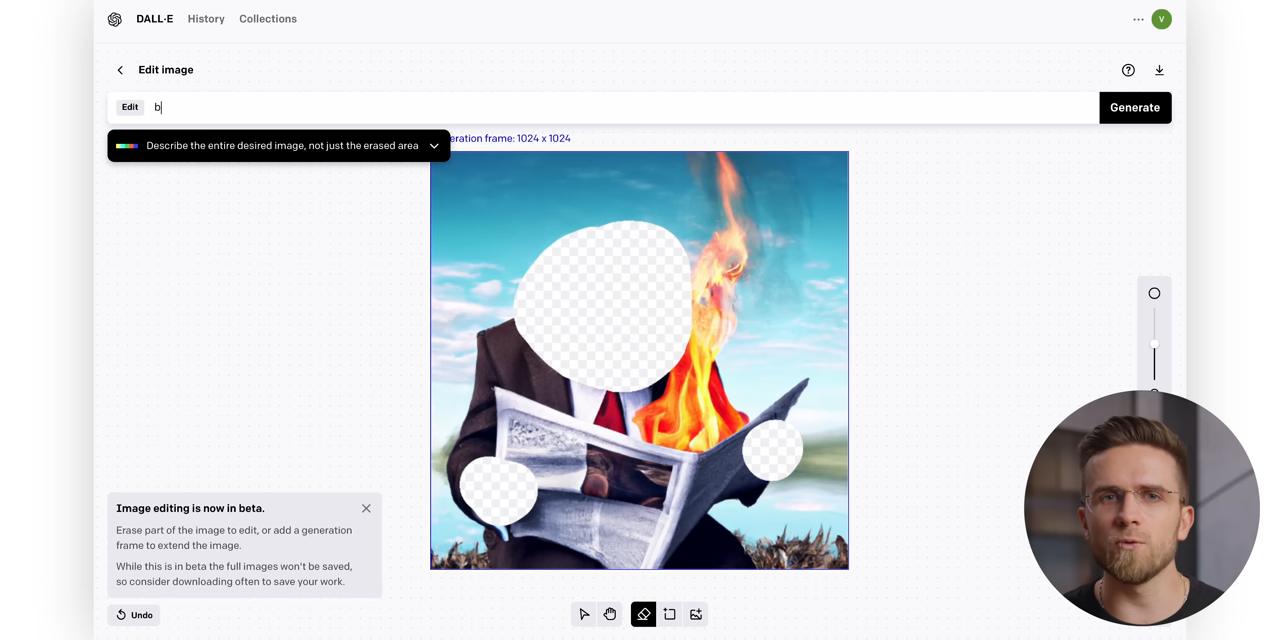 DALL·E History Collections
··· V
Edit image
Edit b
Generate
Describe the entire desired image, not just the erased area
eration frame: 1024 x 1024
Image editing is now in beta.
Erase part of the image to edit, or add a generation
frame to extend the image.
While this is in beta the full images won't be saved,
so consider downloading often to save your work.
Undo